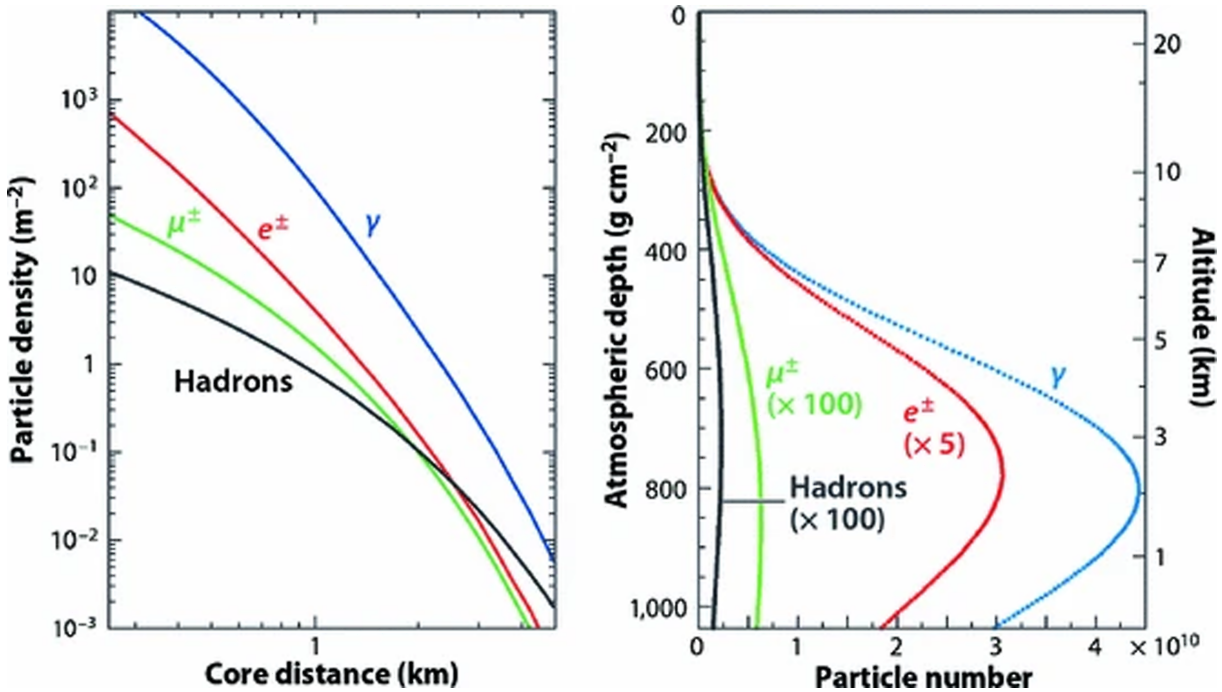 Particle density (m⁻²)
10³
10²
10
1
10⁻¹
10⁻²
10⁻³
μ±
e±
γ
Hadrons
1
Core distance (km)
Atmospheric depth (g cm⁻²)
0
200
400
600
800
1,000
γ
μ±
(× 100)
e±
(× 5)
Hadrons
(× 100)
20
10
7
5
3
1
Altitude (km)
0 1 2 3 4 × 10¹⁰
Particle number